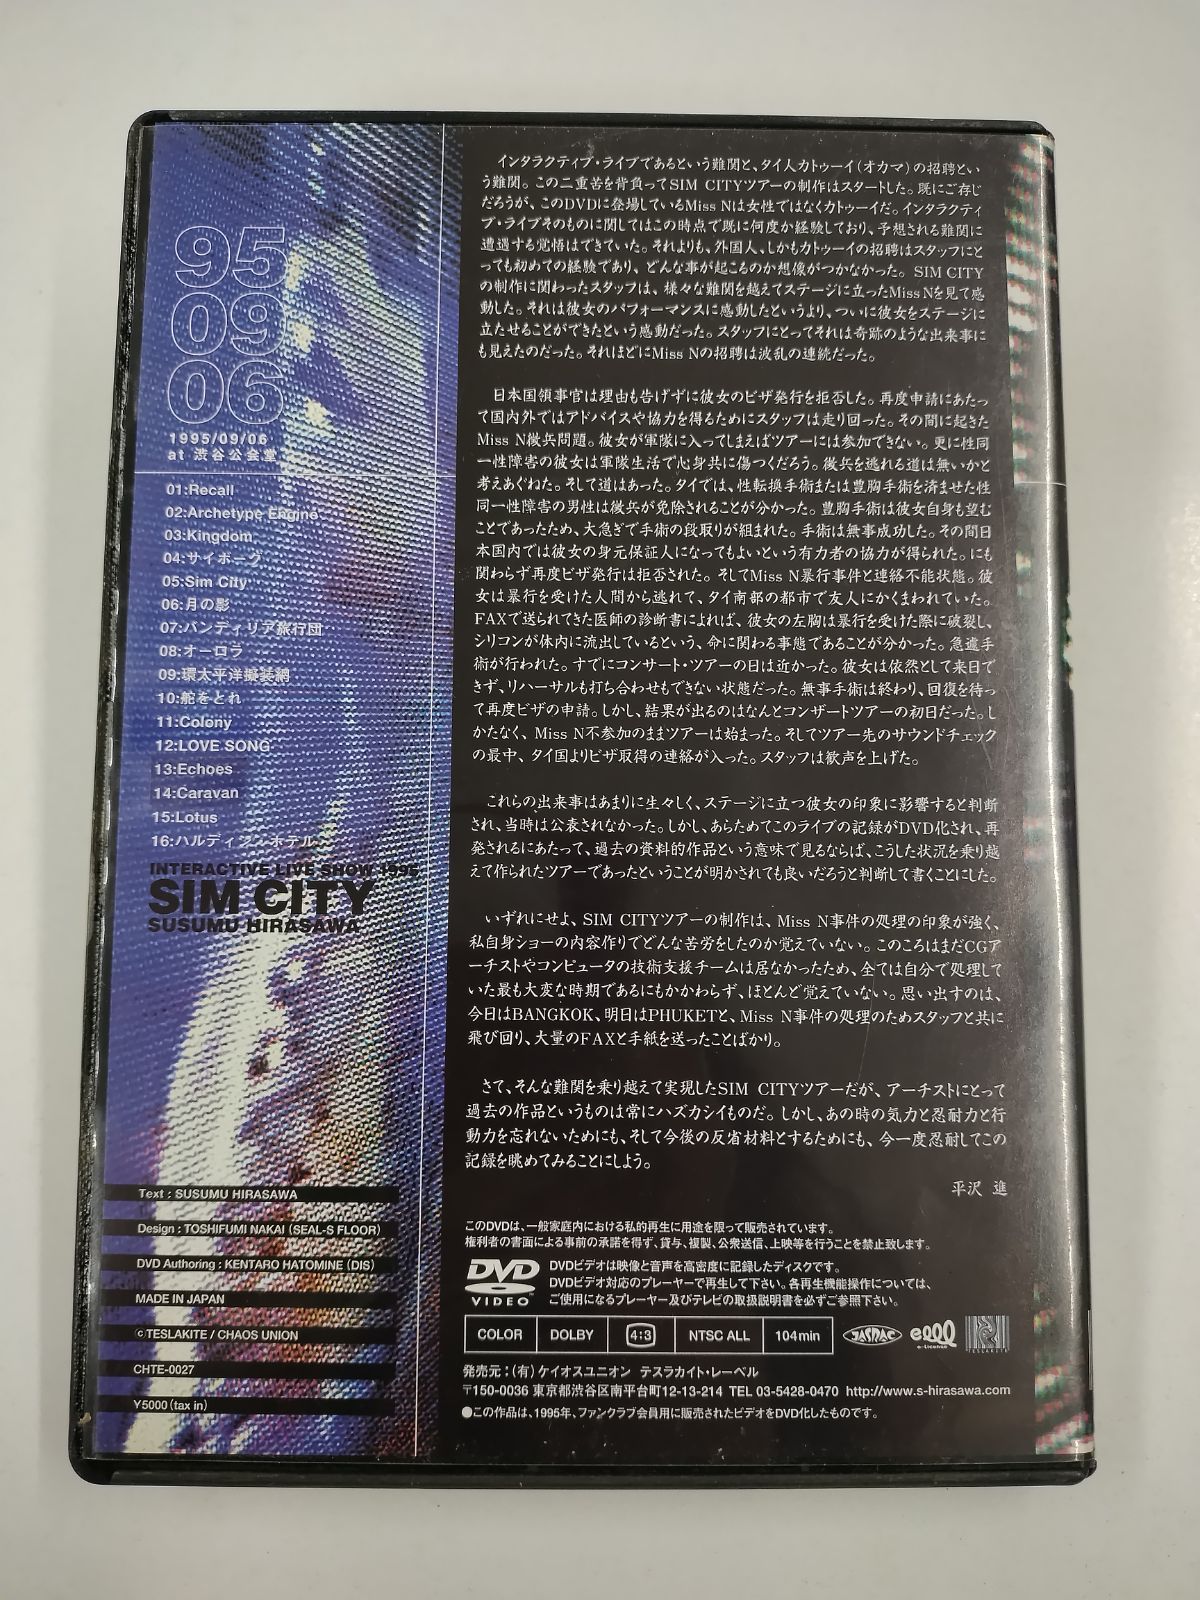 95
09
06
1995/09/06
at 渋谷公会堂
01:Recall
02:Archetype Engine
03:Kingdom
04:サイボーグ
05:Sim City
06:月の影
07:バンディリア旅行団
08:オーロラ
09:環太平洋擬装網
10:舵をとれ
11:Colony
12:LOVE SONG
13:Echoes
14:Caravan
15:Lotus
16:ハルディン・ホテル
INTERACTIVE LIVE SHOW 1995
SIM CITY
SUSUMU HIRASAWA
Text : SUSUMU HIRASAWA
Design : TOSHIFUMI NAKAI (SEAL-S FLOOR)
DVD Authoring : KENTARO HATOMINE (DIS)
MADE IN JAPAN
©TESLAKITE / CHAOS UNION
CHTE-0027
Y5000 (tax in)
インタラクティブ・ライブであるという難関と、タイ人カトゥーイ(オカマ)の招聘とい
う難関。この二重苦を背負ってSIM CITYツアーの制作はスタートした。既にご存じ
だろうが、このDVDに登場しているMiss Nは女性ではなくカトゥーイだ。インタラクティ
ブ・ライブそのものに関してはこの時点で既に何度か経験しており、予想される難関に
遭遇する覚悟はできていた。それよりも、外国人、しかもカトゥーイの招聘はスタッフにと
っても初めての経験であり、どんな事が起こるのか想像がつかなかった。SIM CITY
の制作に関わったスタッフは、様々な難関を越えてステージに立ったMiss Nを見て感
動した。それは彼女のパフォーマンスに感動したというより、ついに彼女をステージに
立たせることができたという感動だった。スタッフにとってそれは奇跡のような出来事に
も見えたのだった。それほどにMiss Nの招聘は波乱の連続だった。
日本国領事官は理由も告げずに彼女のビザ発行を拒否した。再度申請にあたっ
て国内外ではアドバイスや協力を得るためにスタッフは走り回った。その間に起きた
Miss N徴兵問題。彼女が軍隊に入ってしまえばツアーには参加できない。更に性同
一性障害の彼女は軍隊生活で心身共に傷つくだろう。徴兵を逃れる道は無いかと
考えあぐねた。そして道はあった。タイでは、性転換手術または豊胸手術を済ませた性
同一性障害の男性は徴兵が免除されることが分かった。豊胸手術は彼女自身も望む
ことであったため、大急ぎで手術の段取りが組まれた。手術は無事成功した。その間日
本国内では彼女の身元保証人になってもよいという有力者の協力が得られた。にも
関わらず再度ビザ発行は拒否された。そしてMiss N暴行事件と連絡不能状態。彼
女は暴行を受けた人間から逃れて、タイ南部の都市で友人にかくまわれていた。
FAXで送られてきた医師の診断書によれば、彼女の左胸は暴行を受けた際に破裂し、
シリコンが体内に流出しているという、命に関わる事態であることが分かった。急遽手
術が行われた。すでにコンサート・ツアーの日は近かった。彼女は依然として来日で
きず、リハーサルも打ち合わせもできない状態だった。無事手術は終わり、回復を待っ
て再度ビザの申請。しかし、結果が出るのはなんとコンサートツアーの初日だった。し
かたなく、Miss N不参加のままツアーは始まった。そしてツアー先のサウンドチェック
の最中、タイ国よりビザ取得の連絡が入った。スタッフは歓声を上げた。
これらの出来事はあまりに生々しく、ステージに立つ彼女の印象に影響すると判断
され、当時は公表されなかった。しかし、あらためてこのライブの記録がDVD化され、再
発されるにあたって、過去の資料的作品という意味で見るならば、こうした状況を乗り越
えて作られたツアーであったということが明かされても良いだろうと判断して書くことにした。
いずれにせよ、SIM CITYツアーの制作は、Miss N事件の処理の印象が強く、
私自身ショーの内容作りでどんな苦労をしたのか覚えていない。このころはまだCGア
ーチストやコンピュータの技術支援チームは居なかったため、全ては自分で処理して
いた最も大変な時期であるにもかかわらず、ほとんど覚えていない。思い出すのは、
今日はBANGKOK、明日はPHUKETと、Miss N事件の処理のためスタッフと共に
飛び回り、大量のFAXと手紙を送ったことばかり。
さて、そんな難関を乗り越えて実現したSIM CITYツアーだが、アーチストにとって
過去の作品というものは常にハズカシイものだ。しかし、あの時の気力と忍耐力と行
動力を忘れないためにも、そして今後の反省材料とするためにも、今一度忍耐してこの
記録を眺めてみることにしよう。
平沢 進
このDVDは、一般家庭内における私的再生に用途を限って販売されています。
権利者の書面による事前の承諾を得ず、貸与、複製、公衆送信、上映等を行うことを禁止致します。
DVD VIDEO
DVDビデオは映像と音声を高密度に記録したディスクです。
DVDビデオ対応のプレーヤーで再生して下さい。各再生機能操作については、
ご使用になるプレーヤー及びテレビの取扱説明書を必ずご参照下さい。
COLOR DOLBY 4:3 NTSC ALL 104min JASRAC e-License TESLAKITE
発売元:(有)ケイオスユニオン テスラカイト・レーベル
〒150-0036 東京都渋谷区南平台町12-13-214 TEL 03-5428-0470 http://www.s-hirasawa.com
●この作品は、1995年、ファンクラブ会員用に販売されたビデオをDVD化したものです。